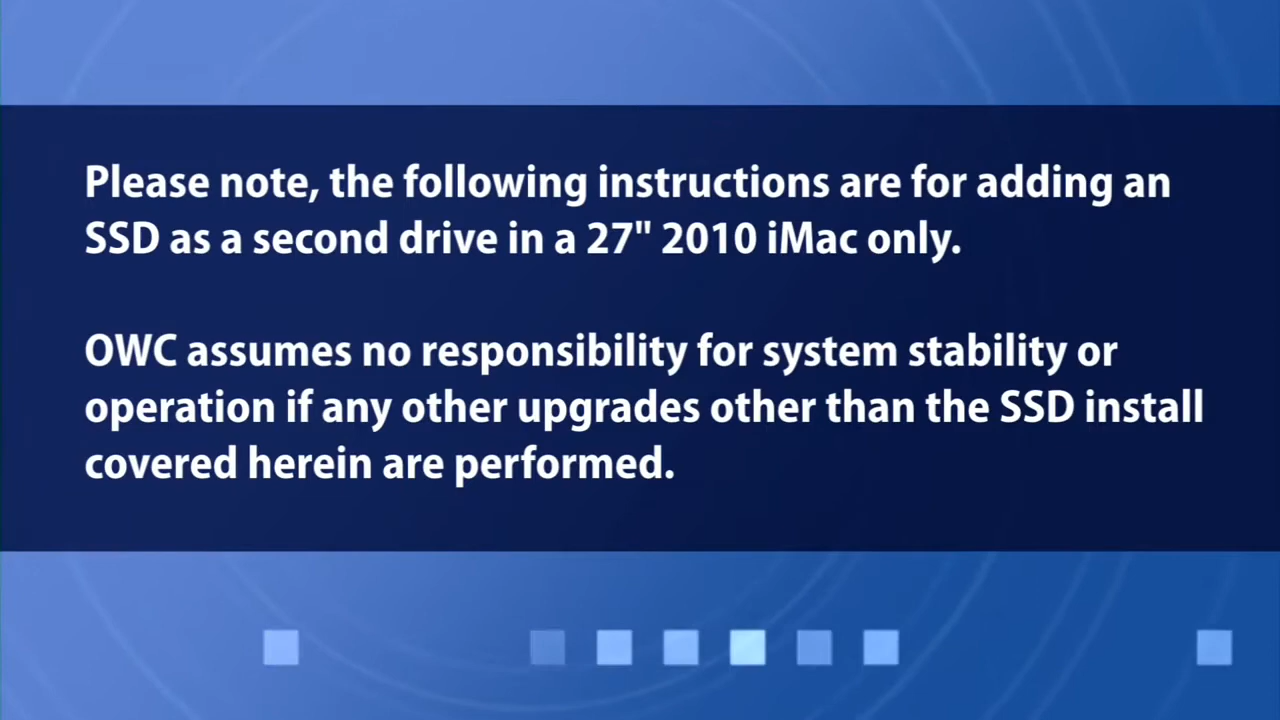 Please note, the following instructions are for adding an
SSD as a second drive in a 27" 2010 iMac only.
OWC assumes no responsibility for system stability or
operation if any other upgrades other than the SSD install
covered herein are performed.